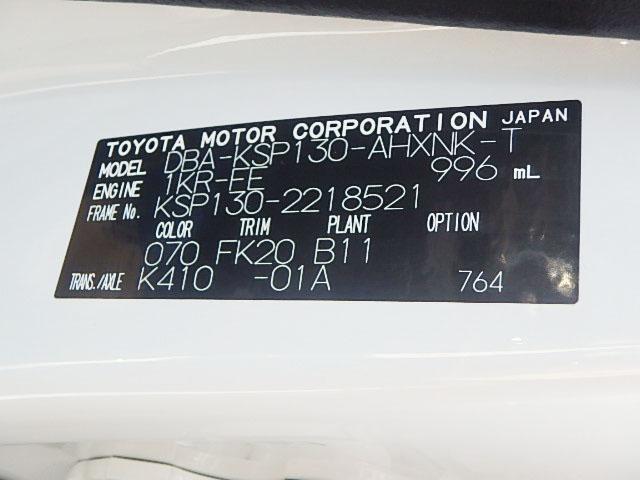 TOYOTA MOTOR CORPORATION JAPAN
MODEL DBA-KSP130-AHXNK-T
ENGINE 1KR-EE 996 mL
FRAME No. KSP130-2218521
COLOR TRIM PLANT OPTION
070 FK20 B11
TRANS./AXLE K410 -01A 764